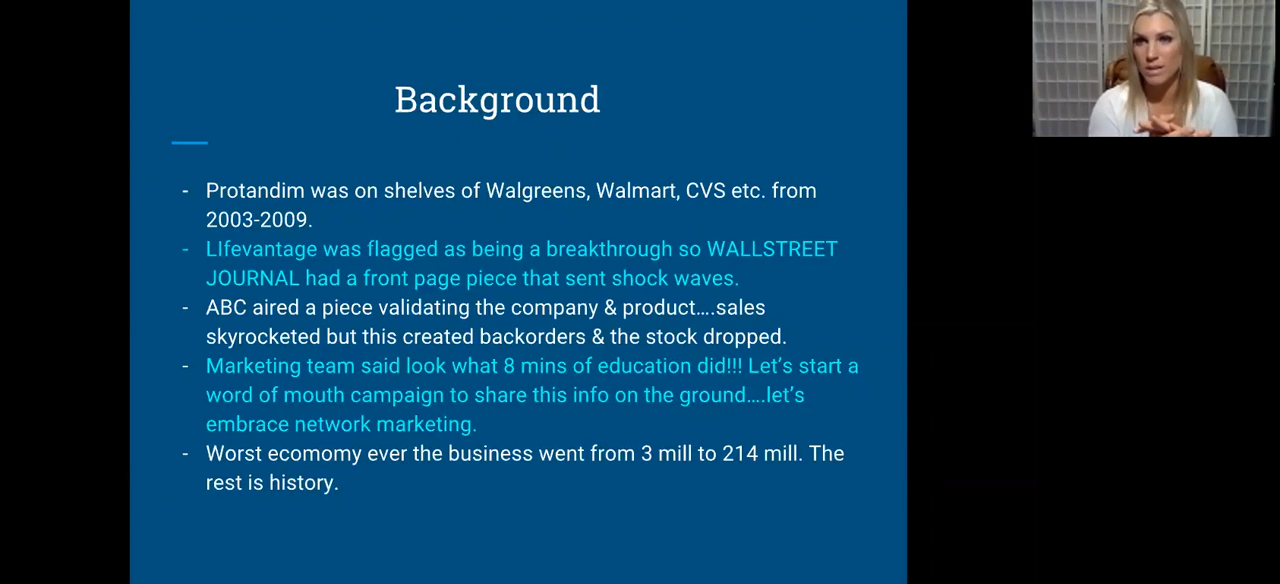 Background
- Protandim was on shelves of Walgreens, Walmart, CVS etc. from
2003-2009.
- LIfevantage was flagged as being a breakthrough so WALLSTREET
JOURNAL had a front page piece that sent shock waves.
- ABC aired a piece validating the company & product....sales
skyrocketed but this created backorders & the stock dropped.
- Marketing team said look what 8 mins of education did!!! Let's start a
word of mouth campaign to share this info on the ground....let's
embrace network marketing.
- Worst ecomomy ever the business went from 3 mill to 214 mill. The
rest is history.